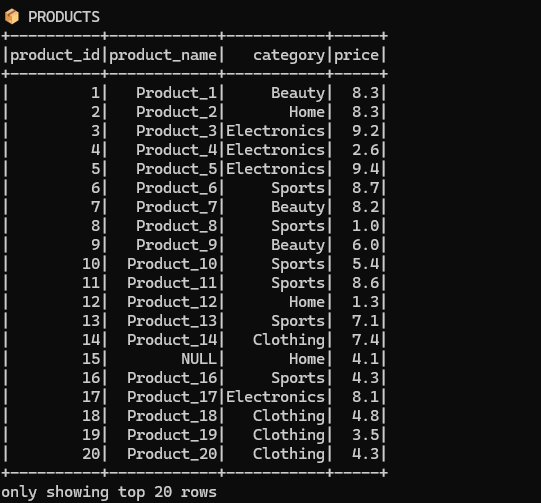 📦 PRODUCTS
+----------+------------+-----------+-----+
|product_id|product_name|   category|price|
+----------+------------+-----------+-----+
|         1|   Product_1|     Beauty|  8.3|
|         2|   Product_2|       Home|  8.3|
|         3|   Product_3|Electronics|  9.2|
|         4|   Product_4|Electronics|  2.6|
|         5|   Product_5|Electronics|  9.4|
|         6|   Product_6|     Sports|  8.7|
|         7|   Product_7|     Beauty|  8.2|
|         8|   Product_8|     Sports|  1.0|
|         9|   Product_9|     Beauty|  6.0|
|        10|  Product_10|     Sports|  5.4|
|        11|  Product_11|     Sports|  8.6|
|        12|  Product_12|       Home|  1.3|
|        13|  Product_13|     Sports|  7.1|
|        14|  Product_14|   Clothing|  7.4|
|        15|        NULL|       Home|  4.1|
|        16|  Product_16|     Sports|  4.3|
|        17|  Product_17|Electronics|  8.1|
|        18|  Product_18|   Clothing|  4.8|
|        19|  Product_19|   Clothing|  3.5|
|        20|  Product_20|   Clothing|  4.3|
+----------+------------+-----------+-----+
only showing top 20 rows